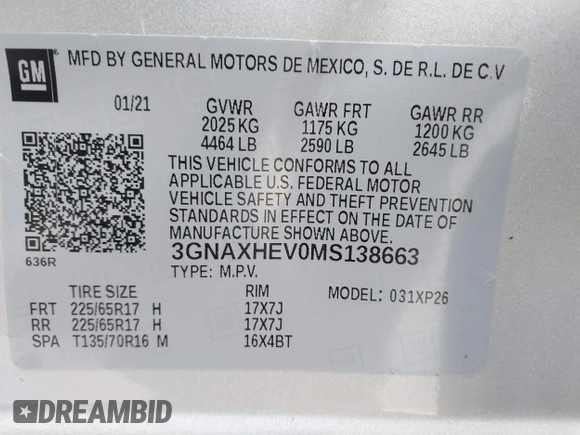 GM
MFD BY GENERAL MOTORS DE MEXICO, S. DE R.L. DE C.V
01/21 GVWR GAWR FRT GAWR RR
2025 KG 1175 KG 1200 KG
4464 LB 2590 LB 2645 LB
THIS VEHICLE CONFORMS TO ALL
APPLICABLE U.S. FEDERAL MOTOR
VEHICLE SAFETY AND THEFT PREVENTION
STANDARDS IN EFFECT ON THE DATE OF
MANUFACTURE SHOWN ABOVE.
636R
3GNAXHEV0MS138663
TYPE: M.P.V.
TIRE SIZE RIM MODEL: 031XP26
FRT 225/65R17 H 17X7J
RR 225/65R17 H 17X7J
SPA T135/70R16 M 16X4BT
DREAMBID